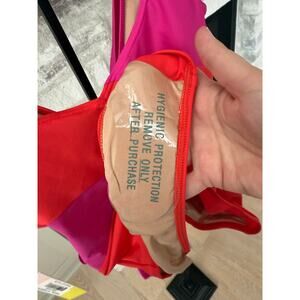 HYGIENIC PROTECTION
REMOVE ONLY
AFTER PURCHASE